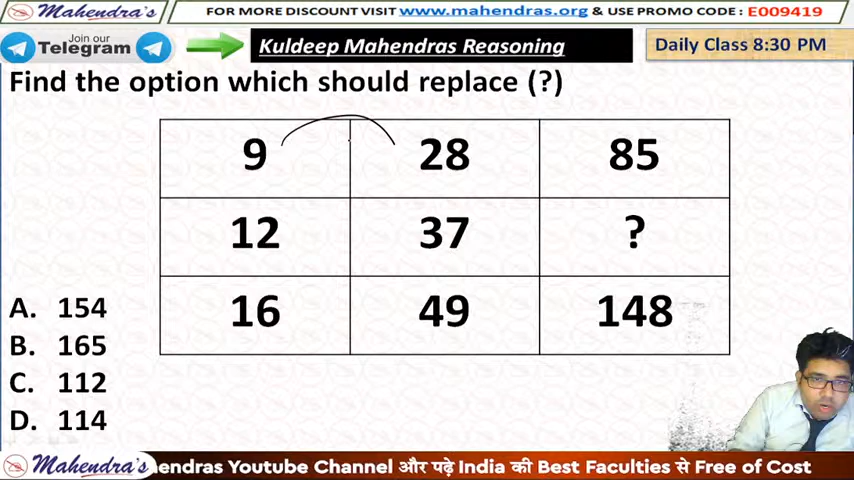 Mahendra's
FOR MORE DISCOUNT VISIT www.mahendras.org & USE PROMO CODE : E009419
Join our
Telegram
Kuldeep Mahendras Reasoning
Daily Class 8:30 PM
Find the option which should replace (?)
9 28 85
12 37 ?
16 49 148
A. 154
B. 165
C. 112
D. 114
Mahendra's
hendras Youtube Channel और पढ़े India की Best Faculties से Free of Cost